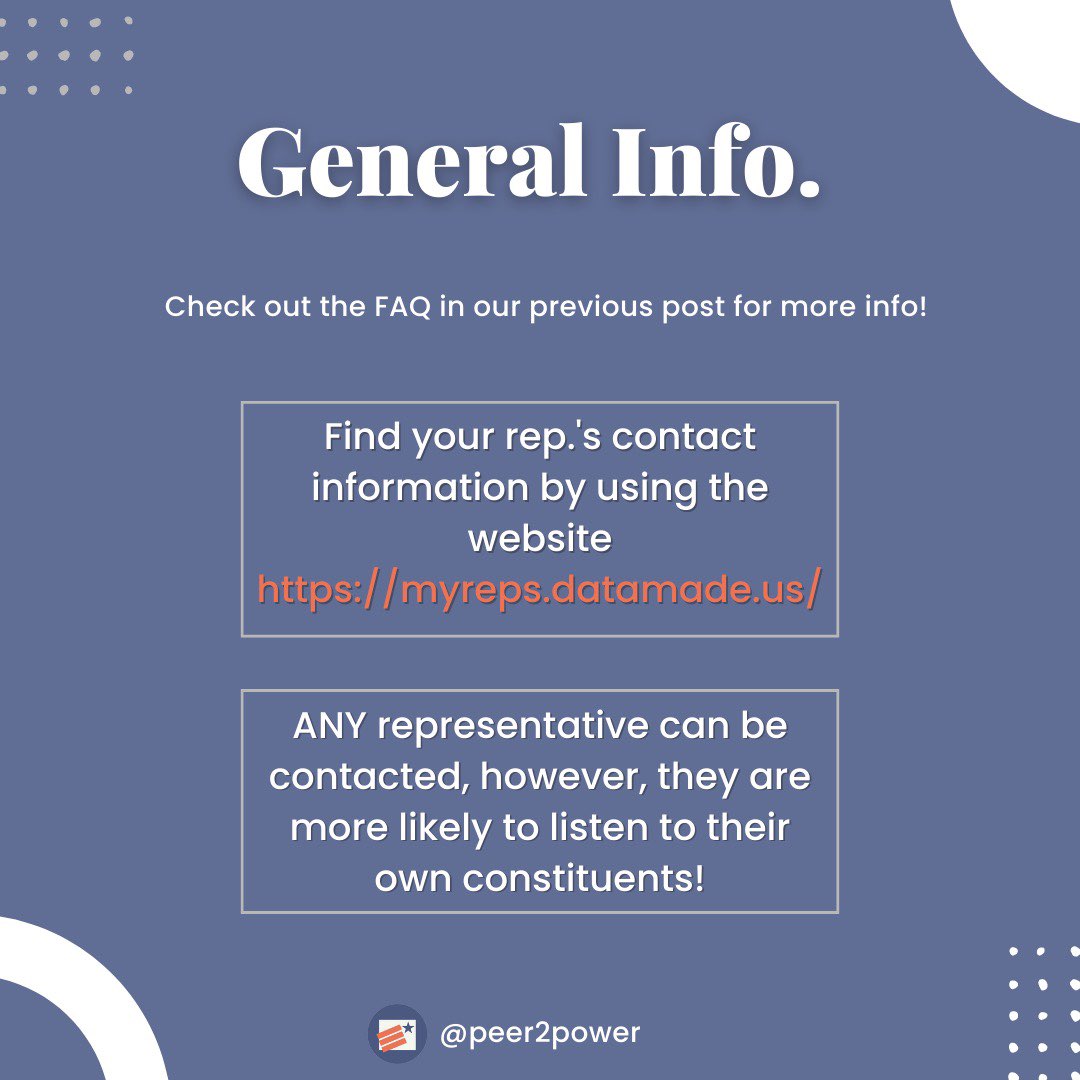 General Info.
Check out the FAQ in our previous post for more info!
Find your rep.'s contact
information by using the
website
https://myreps.datamade.us/
ANY representative can be
contacted, however, they are
more likely to listen to their
own constituents!
@peer2power